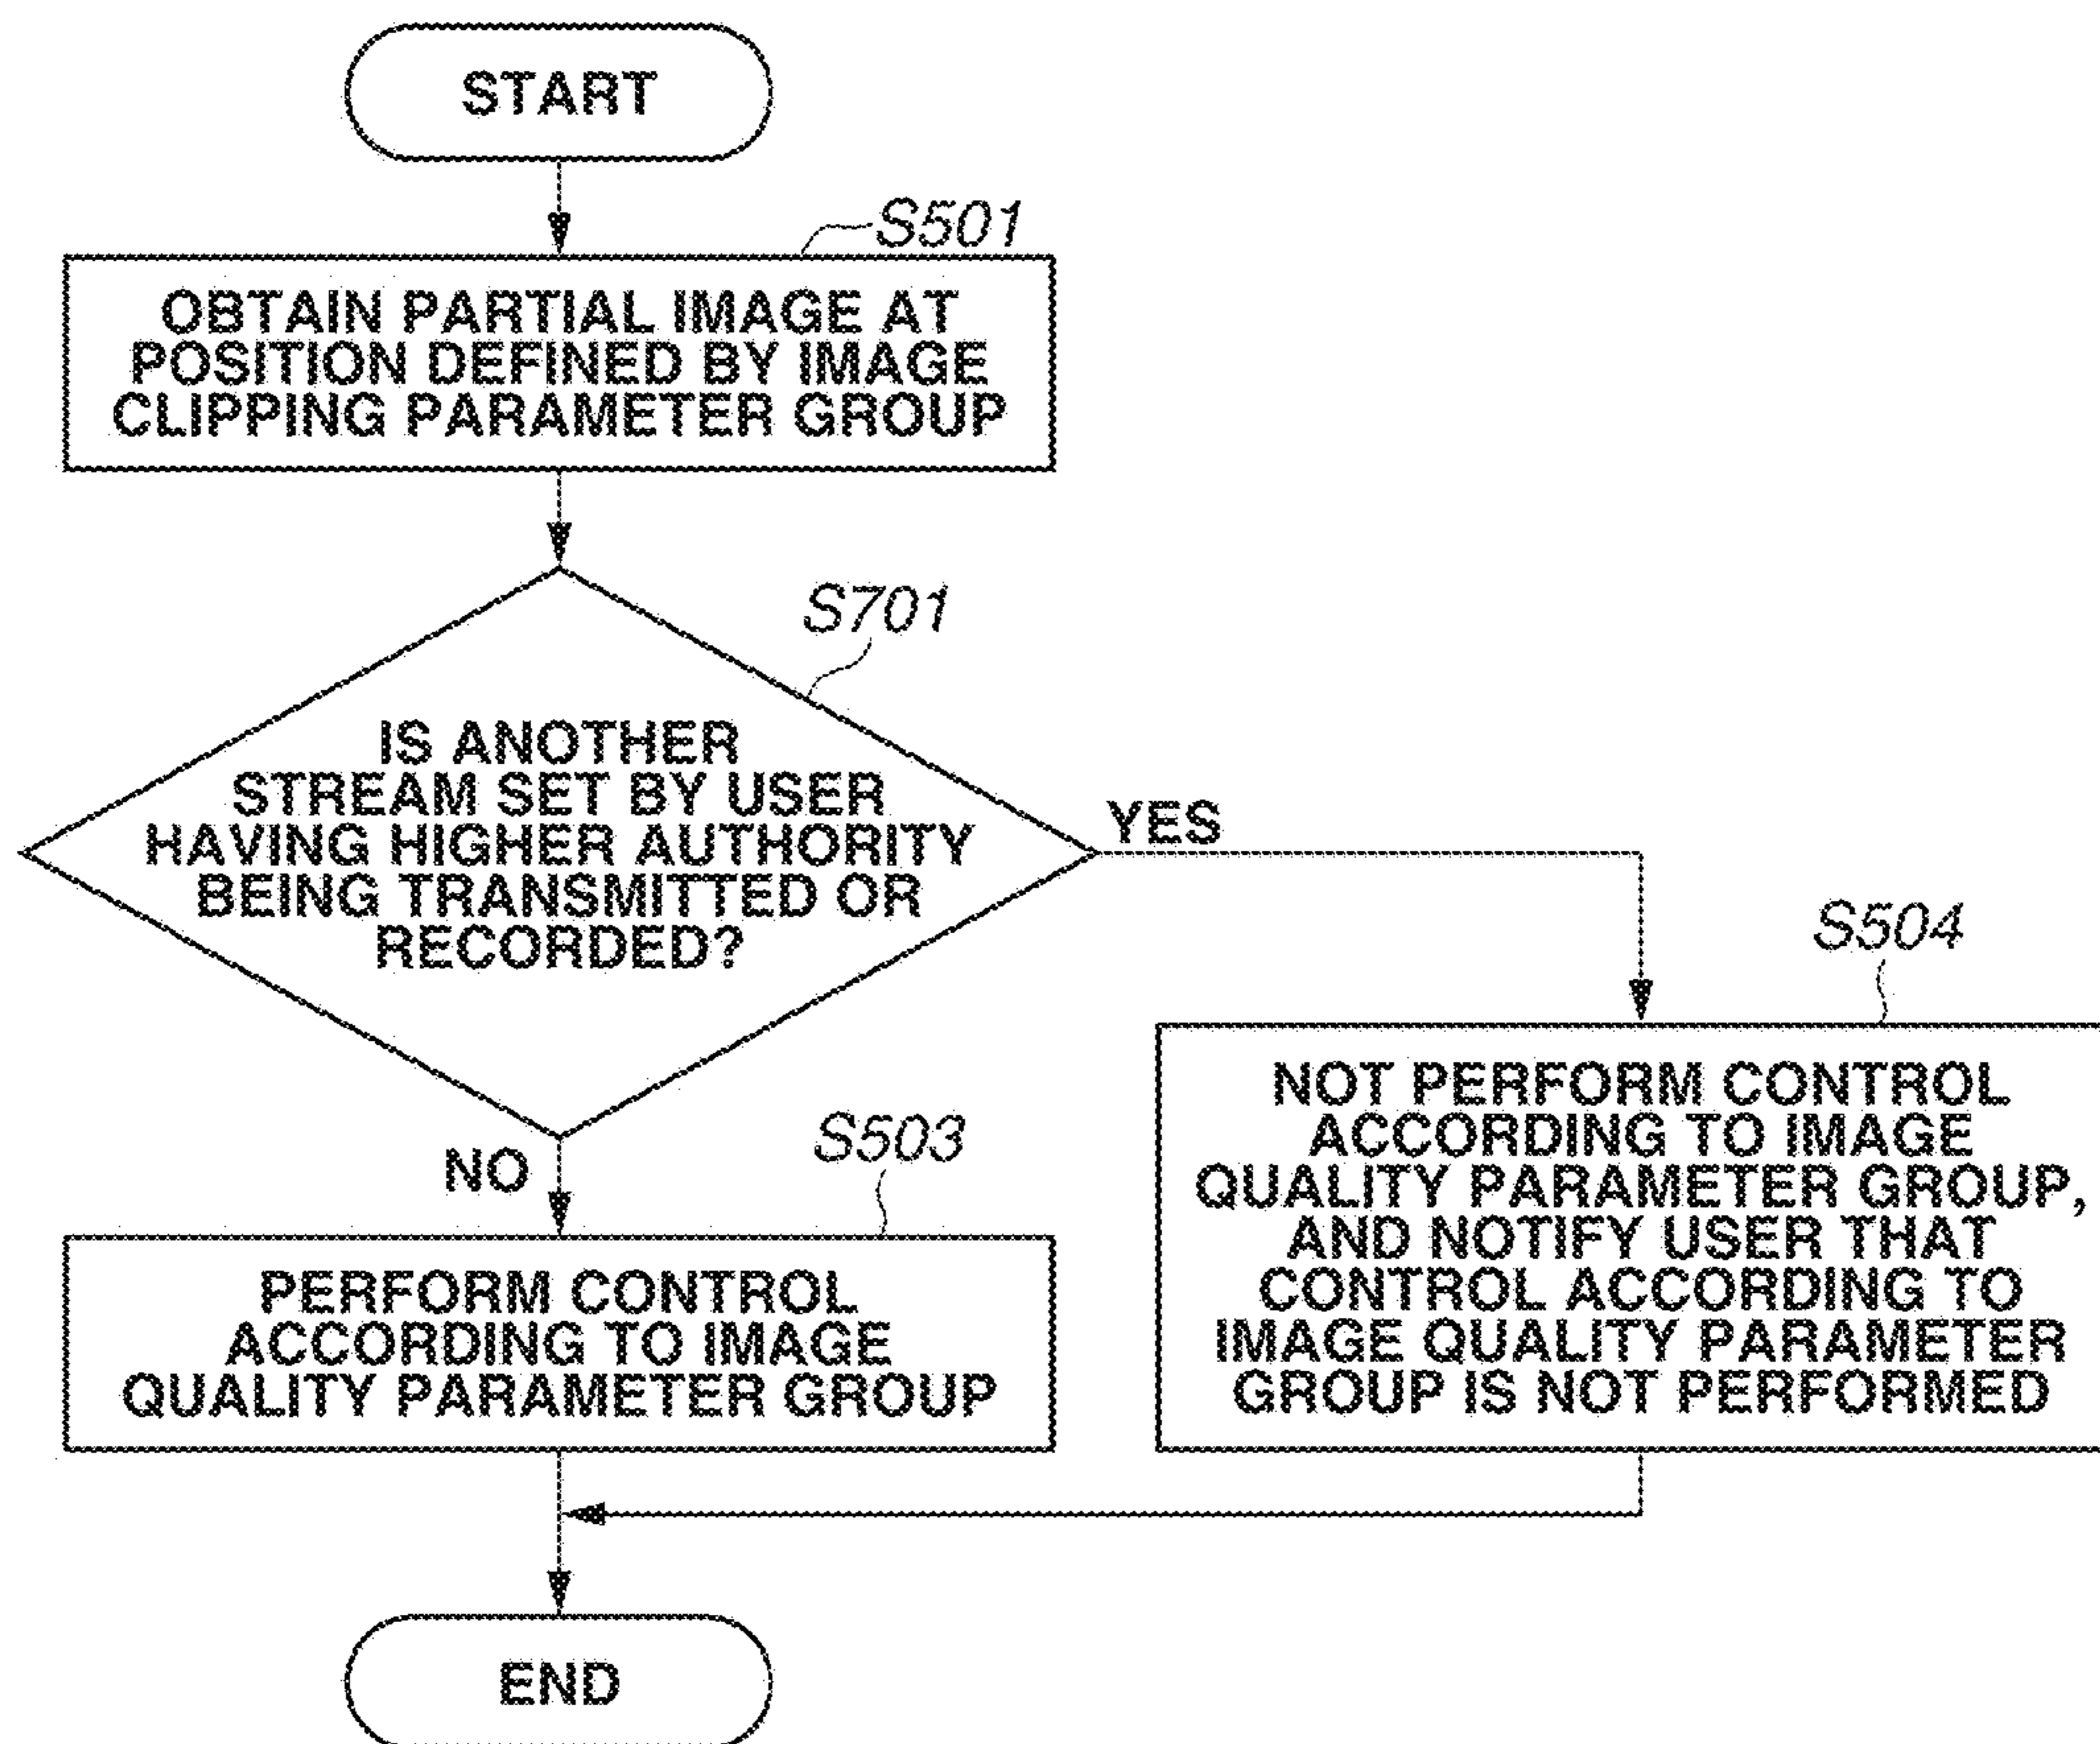 START
S501
OBTAIN PARTIAL IMAGE AT
POSITION DEFINED BY IMAGE
CLIPPING PARAMETER GROUP
S701
IS ANOTHER
STREAM SET BY USER
HAVING HIGHER AUTHORITY
BEING TRANSMITTED OR
RECORDED?
YES
NO
S503
PERFORM CONTROL
ACCORDING TO IMAGE
QUALITY PARAMETER GROUP
S504
NOT PERFORM CONTROL
ACCORDING TO IMAGE
QUALITY PARAMETER GROUP,
AND NOTIFY USER THAT
CONTROL ACCORDING TO
IMAGE QUALITY PARAMETER
GROUP IS NOT PERFORMED
END